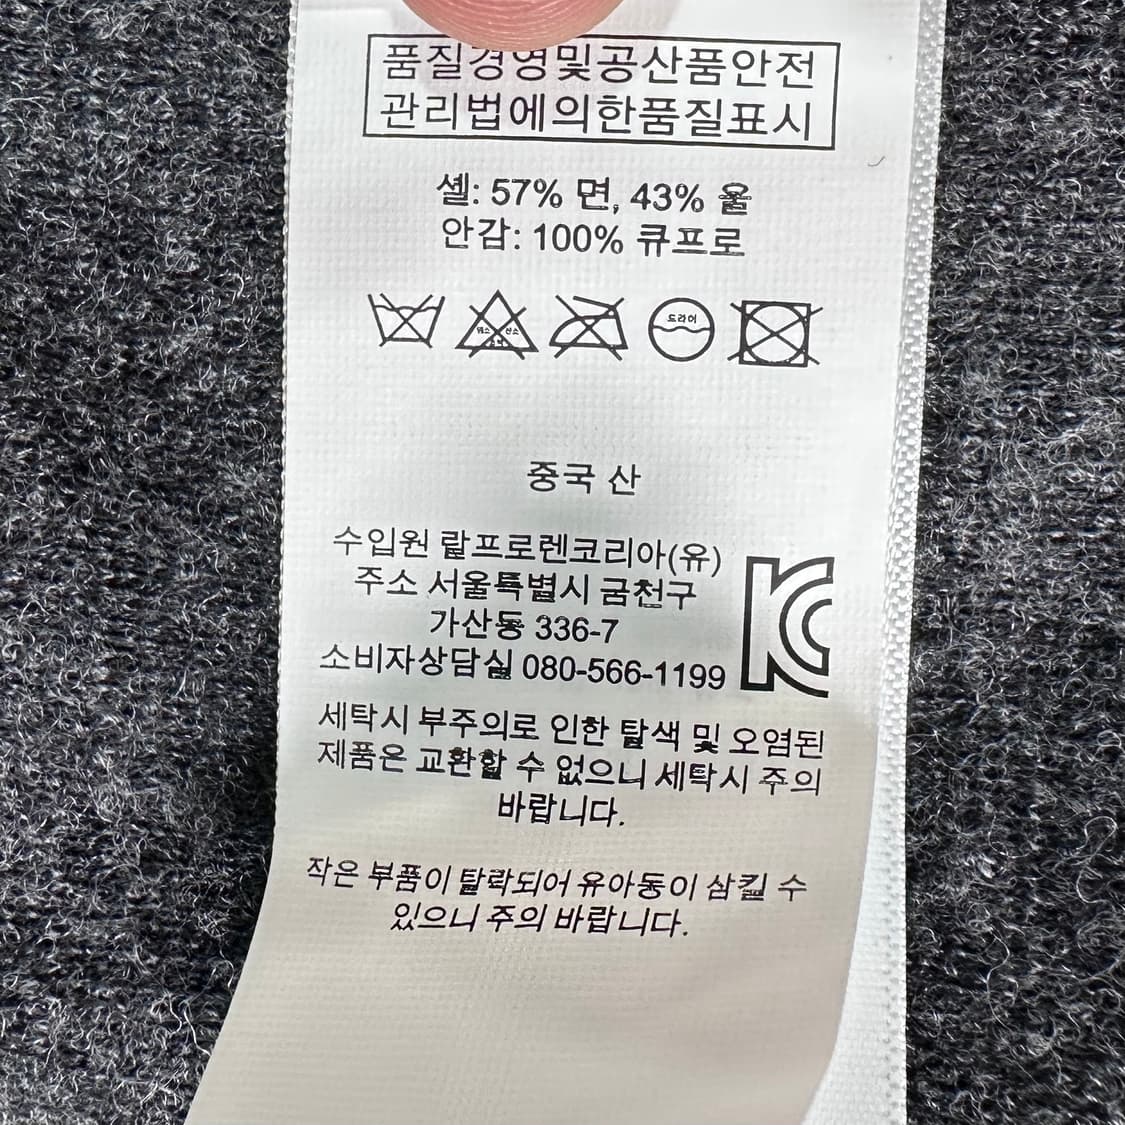 품질경영및공산품안전
관리법에의한품질표시
셸: 57% 면, 43% 울
안감: 100% 큐프로
드라이
중국 산
수입원 랄프로렌코리아(유)
주소 서울특별시 금천구
가산동 336-7
소비자상담실 080-566-1199
세탁시 부주의로 인한 탈색 및 오염된
제품은 교환할 수 없으니 세탁시 주의
바랍니다.
작은 부품이 탈락되어 유아동이 삼킬 수
있으니 주의 바랍니다.